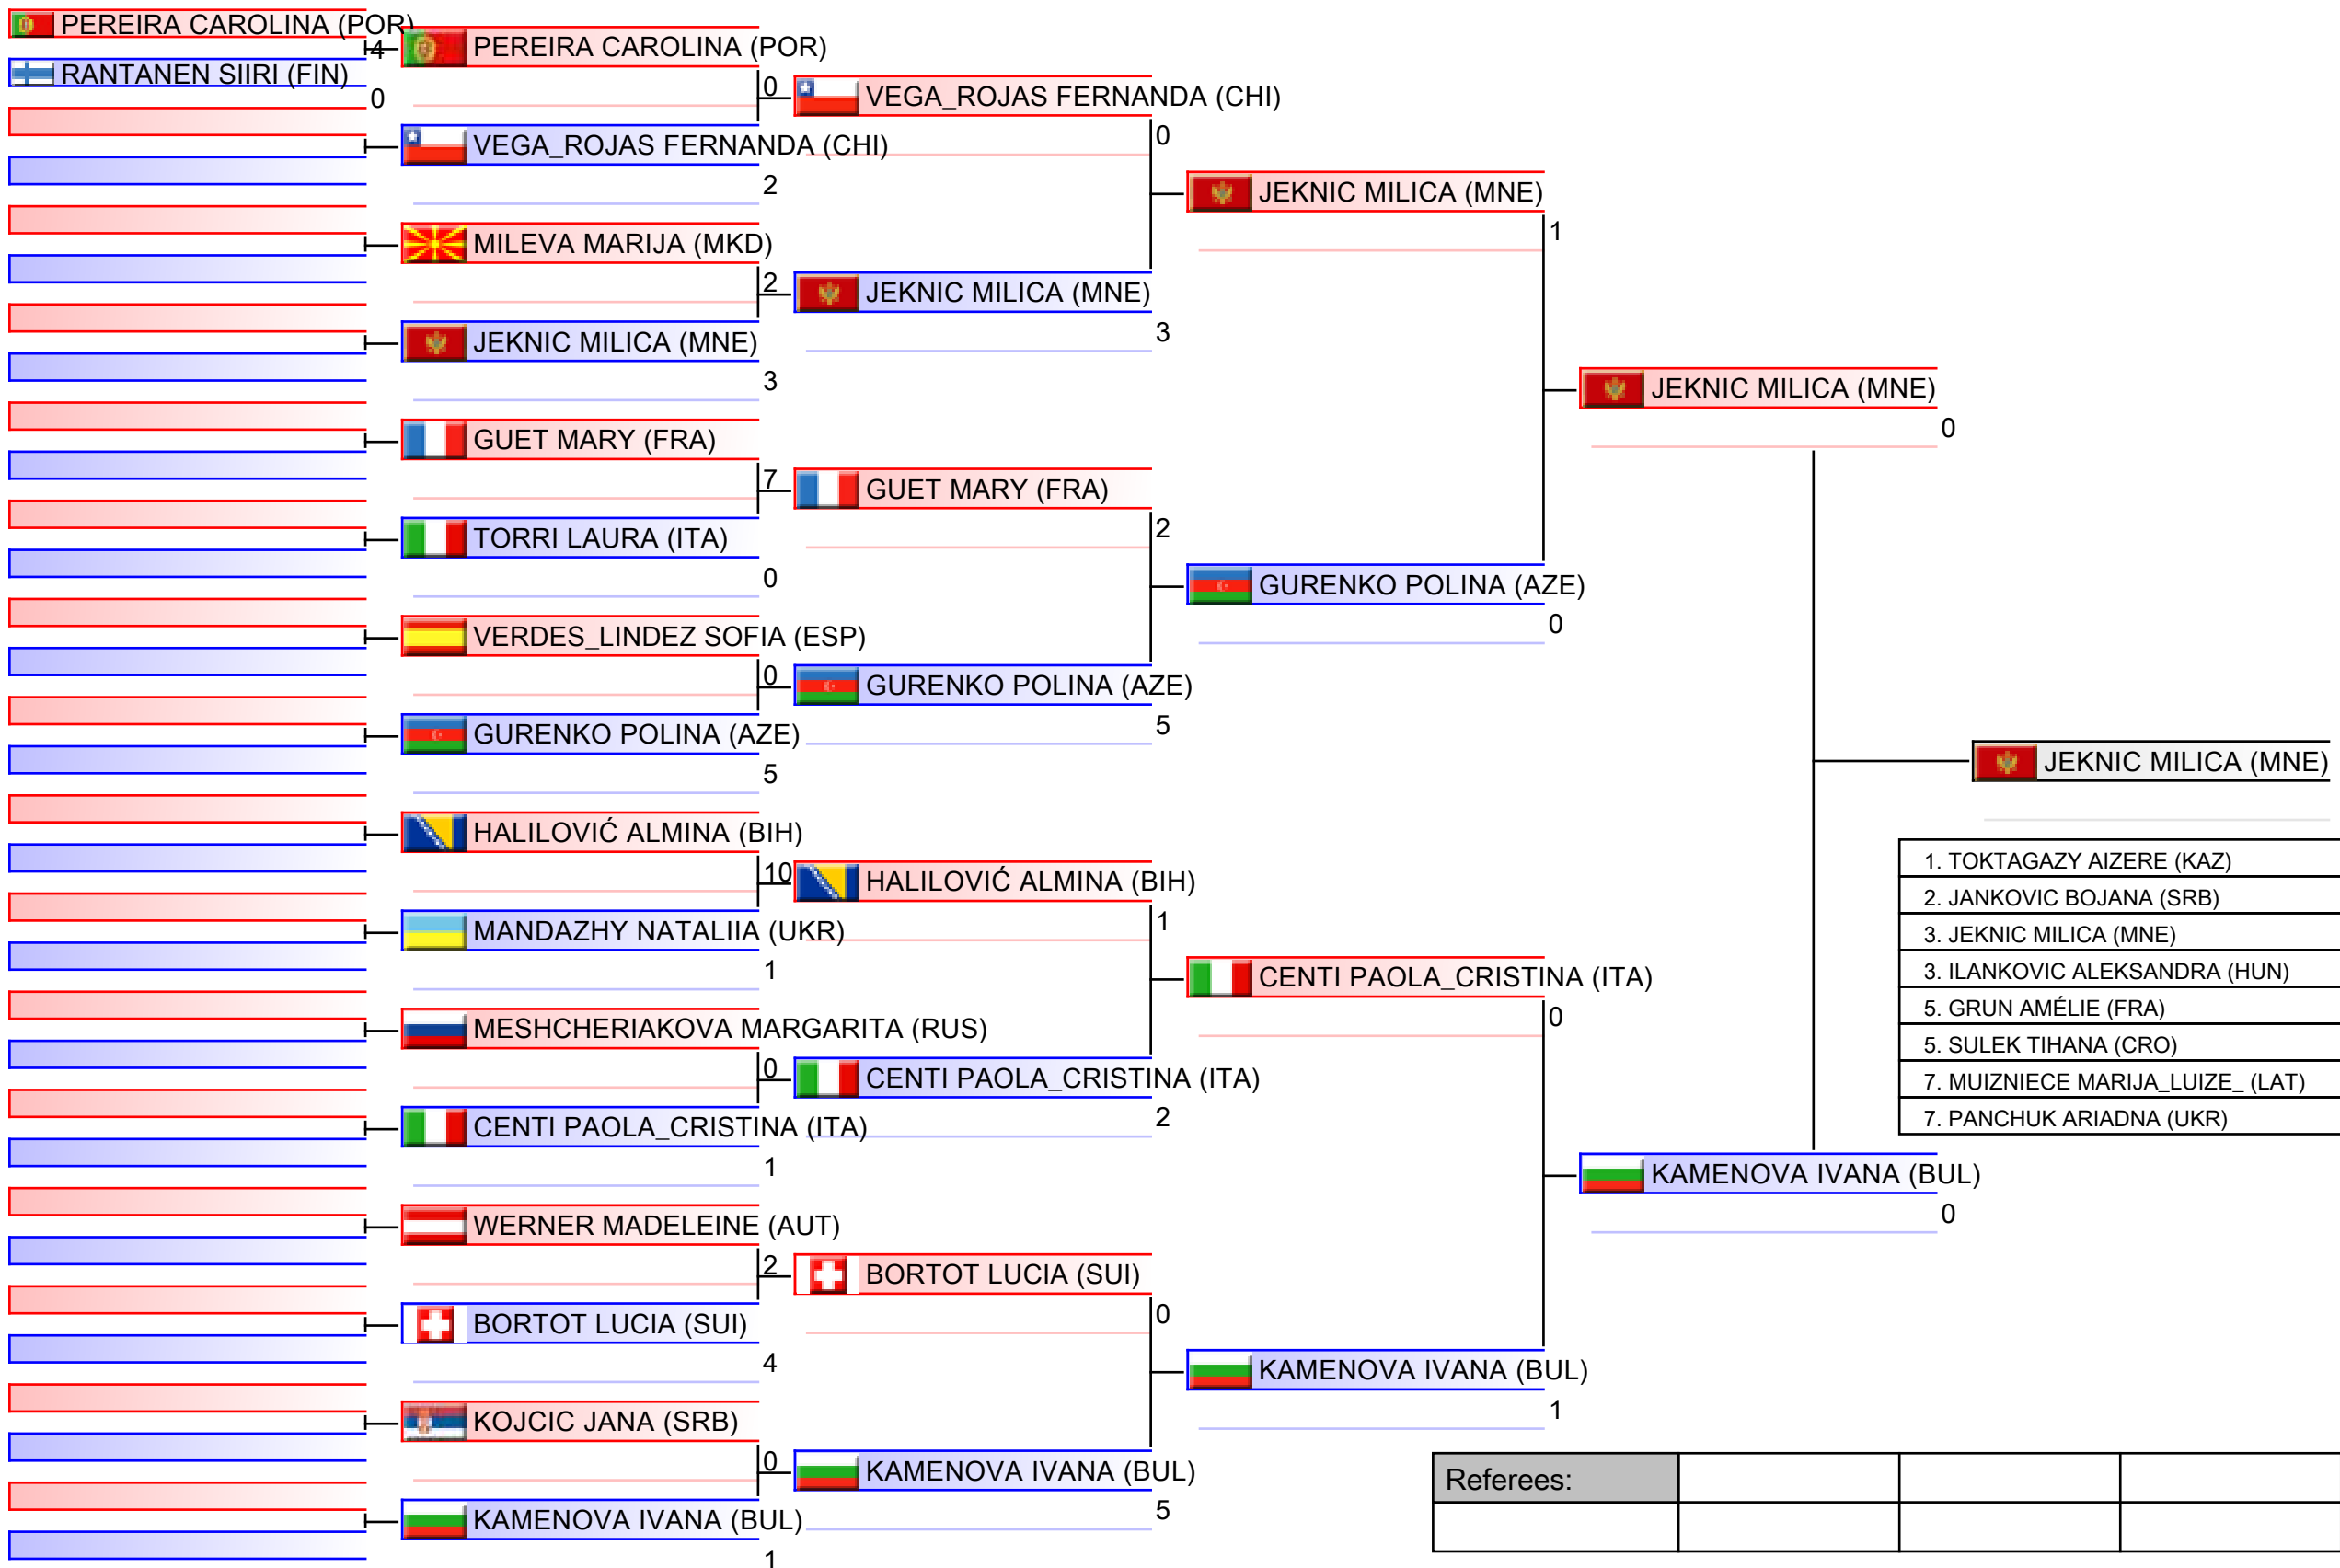 PEREIRA CAROLINA (POR)
4
RANTANEN SIIRI (FIN)
0
PEREIRA CAROLINA (POR)
0
VEGA_ROJAS FERNANDA (CHI)
2
MILEVA MARIJA (MKD)
2
JEKNIC MILICA (MNE)
3
GUET MARY (FRA)
7
TORRI LAURA (ITA)
0
VERDES_LINDEZ SOFIA (ESP)
0
GURENKO POLINA (AZE)
5
HALILOVIĆ ALMINA (BIH)
10
MANDAZHY NATALIIA (UKR)
1
MESHCHERIAKOVA MARGARITA (RUS)
0
CENTI PAOLA_CRISTINA (ITA)
1
WERNER MADELEINE (AUT)
2
BORTOT LUCIA (SUI)
4
KOJCIC JANA (SRB)
0
KAMENOVA IVANA (BUL)
1
VEGA_ROJAS FERNANDA (CHI)
0
JEKNIC MILICA (MNE)
3
GUET MARY (FRA)
2
GURENKO POLINA (AZE)
5
HALILOVIĆ ALMINA (BIH)
1
CENTI PAOLA_CRISTINA (ITA)
2
BORTOT LUCIA (SUI)
0
KAMENOVA IVANA (BUL)
5
JEKNIC MILICA (MNE)
1
GURENKO POLINA (AZE)
0
CENTI PAOLA_CRISTINA (ITA)
0
KAMENOVA IVANA (BUL)
1
JEKNIC MILICA (MNE)
0
KAMENOVA IVANA (BUL)
0
JEKNIC MILICA (MNE)
1. TOKTAGAZY AIZERE (KAZ)
2. JANKOVIC BOJANA (SRB)
3. JEKNIC MILICA (MNE)
3. ILANKOVIC ALEKSANDRA (HUN)
5. GRUN AMÉLIE (FRA)
5. SULEK TIHANA (CRO)
7. MUIZNIECE MARIJA_LUIZE_ (LAT)
7. PANCHUK ARIADNA (UKR)
Referees: